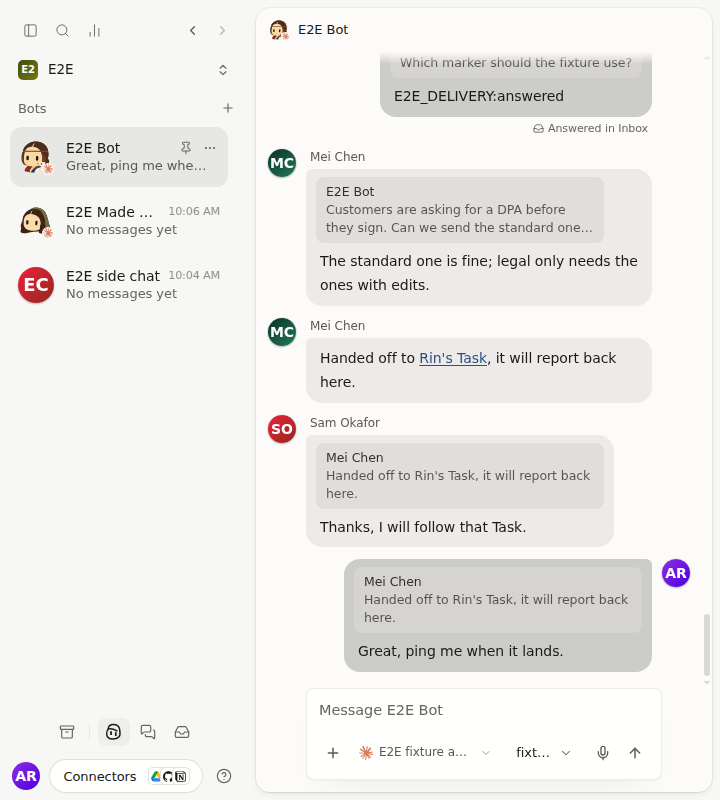 E2 E2E
Bots
E2E Bot
Great, ping me whe...
E2E Made ... 10:06 AM
No messages yet
EC
E2E side chat 10:04 AM
No messages yet
AR Connectors
E2E Bot
Which marker should the fixture use?
E2E_DELIVERY:answered
Answered in Inbox
MC Mei Chen
E2E Bot
Customers are asking for a DPA before
they sign. Can we send the standard one...
The standard one is fine; legal only needs the
ones with edits.
MC Mei Chen
Handed off to Rin's Task, it will report back
here.
SO Sam Okafor
Mei Chen
Handed off to Rin's Task, it will report back
here.
Thanks, I will follow that Task.
AR
Mei Chen
Handed off to Rin's Task, it will report back
here.
Great, ping me when it lands.
Message E2E Bot
E2E fixture a... fixt...